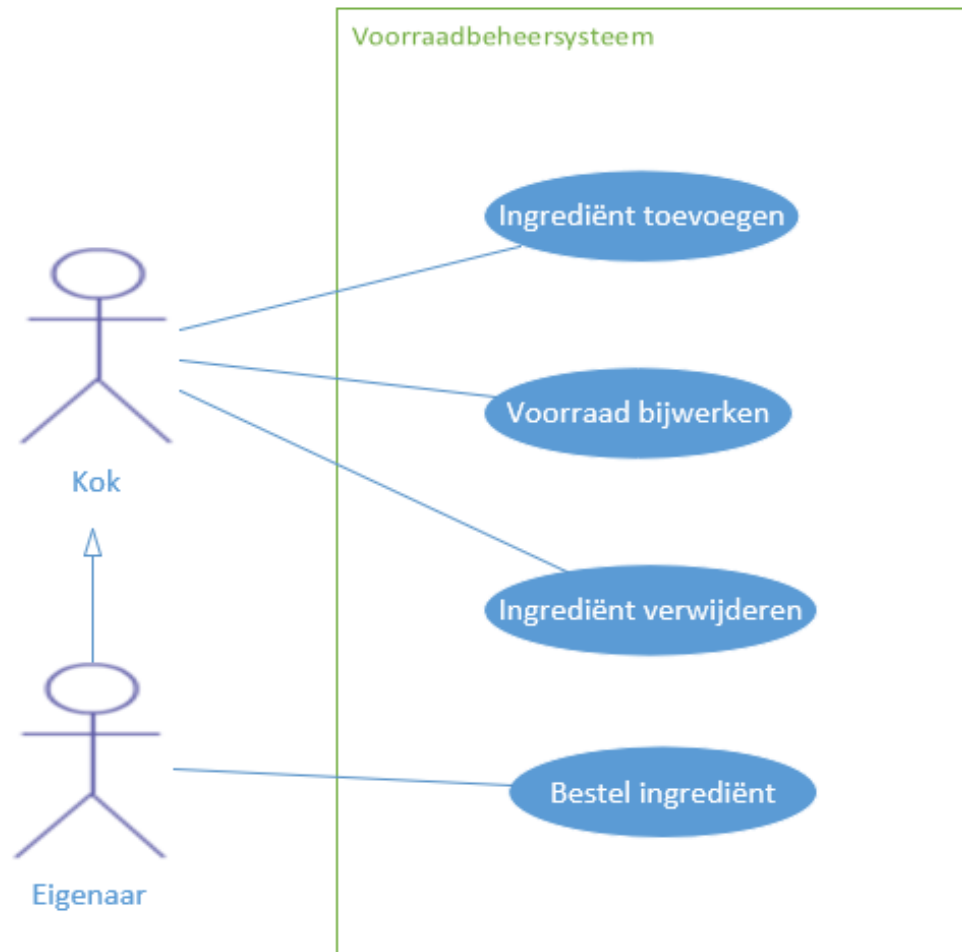 Voorraadbeheersysteem
Ingrediënt toevoegen
Voorraad bijwerken
Kok
Ingrediënt verwijderen
Bestel ingrediënt
Eigenaar